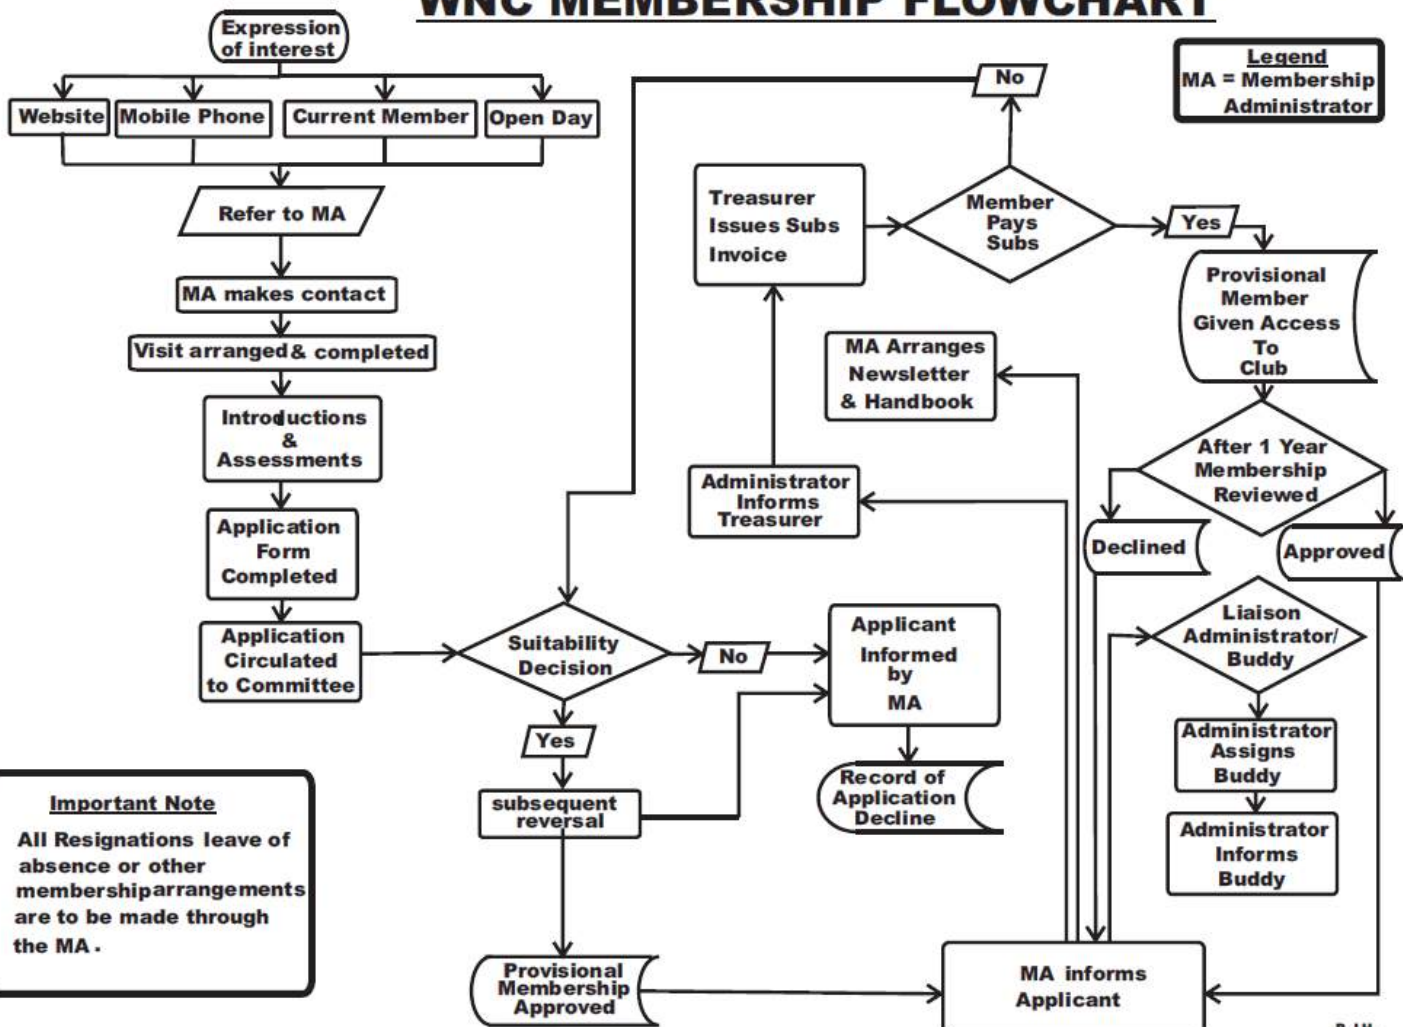 WNC MEMBERSHIP FLOWCHART
Expression
of interest
Website
Mobile Phone
Current Member
Open Day
Refer to MA
MA makes contact
Visit arranged & completed
Introductions
&
Assessments
Application
Form
Completed
Application
Circulated
to Committee
Suitability
Decision
No
Yes
subsequent
reversal
Provisional
Membership
Approved
Applicant
Informed
by
MA
Record of
Application
Decline
MA informs
Applicant
Administrator
Informs
Treasurer
MA Arranges
Newsletter
& Handbook
Treasurer
Issues Subs
Invoice
Member
Pays
Subs
No
Yes
Provisional
Member
Given Access
To
Club
After 1 Year
Membership
Reviewed
Declined
Approved
Liaison
Administrator/
Buddy
Administrator
Assigns
Buddy
Administrator
Informs
Buddy
Legend
MA = Membership
Administrator
Important Note
All Resignations leave of
absence or other
membership arrangements
are to be made through
the MA .